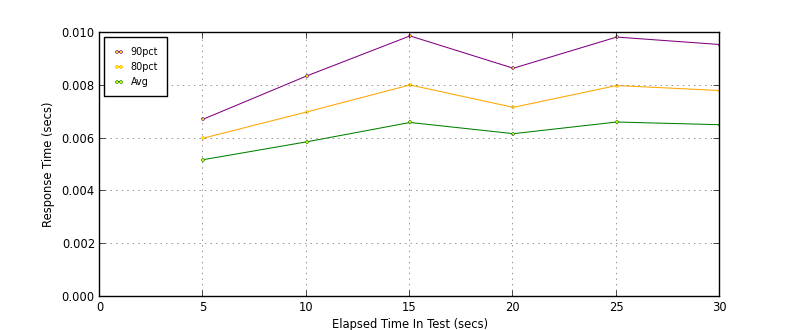 0.010
90pct
80pct
Avg
0.008
0.006
0.004
0.002
0.000
Response Time (secs)
0 5 10 15 20 25 30
Elapsed Time In Test (secs)